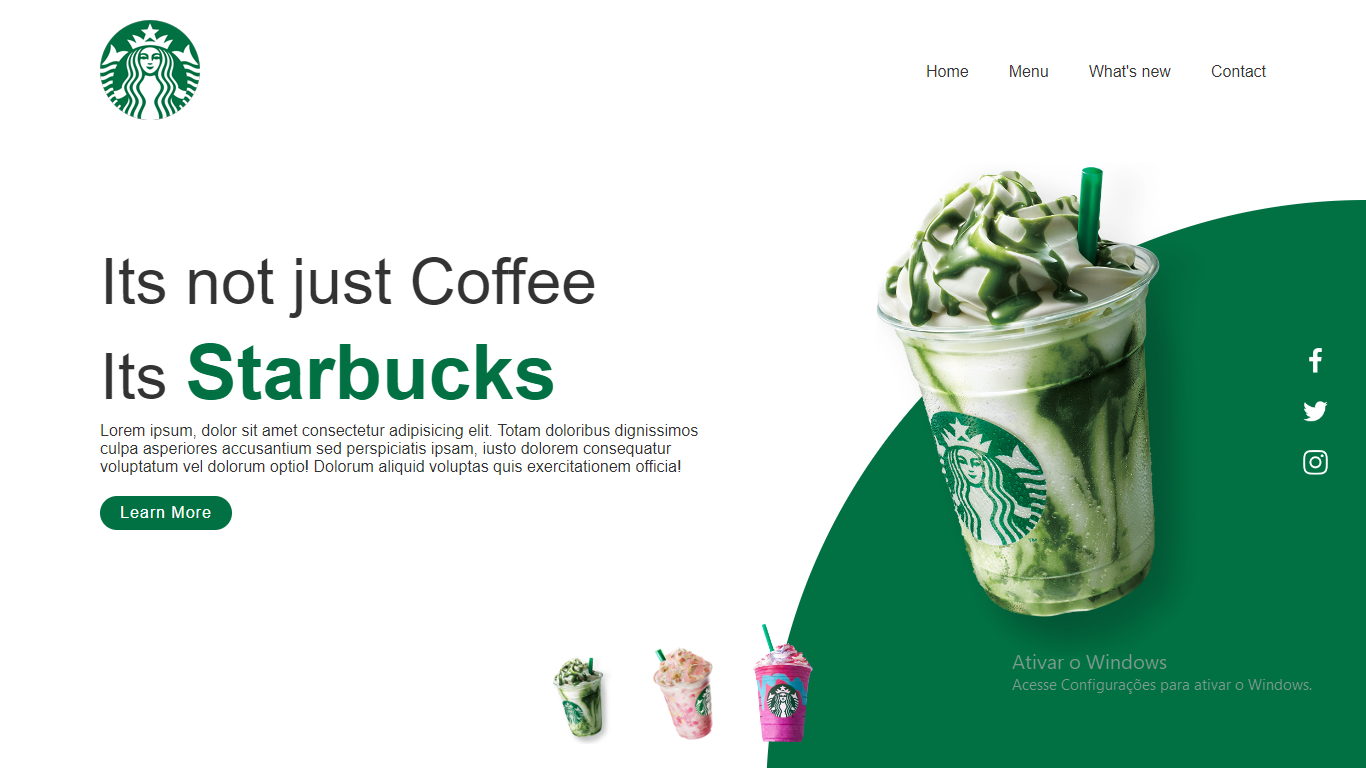 Home
Menu
What's new
Contact
Its not just Coffee
Its Starbucks
Lorem ipsum, dolor sit amet consectetur adipisicing elit. Totam doloribus dignissimos
culpa asperiores accusantium sed perspiciatis ipsam, iusto dolorem consequatur
voluptatum vel dolorum optio! Dolorum aliquid voluptas quis exercitationem officia!
Learn More
TM
Ativar o Windows
Acesse Configurações para ativar o Windows.